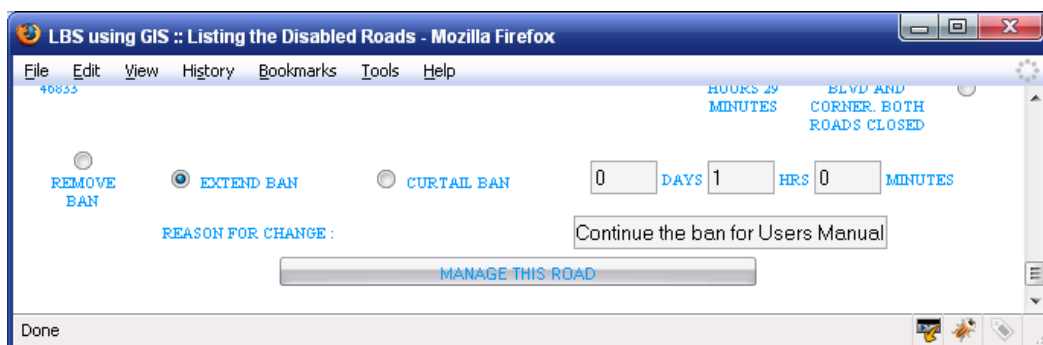 LBS using GIS :: Listing the Disabled Roads - Mozilla Firefox
File Edit View History Bookmarks Tools Help
46833 HOURS 29 BLVD AND
MINUTES CORNER. BOTH
ROADS CLOSED
REMOVE BAN EXTEND BAN CURTAIL BAN 0 DAYS 1 HRS 0 MINUTES
REASON FOR CHANGE : Continue the ban for Users Manual
MANAGE THIS ROAD
Done